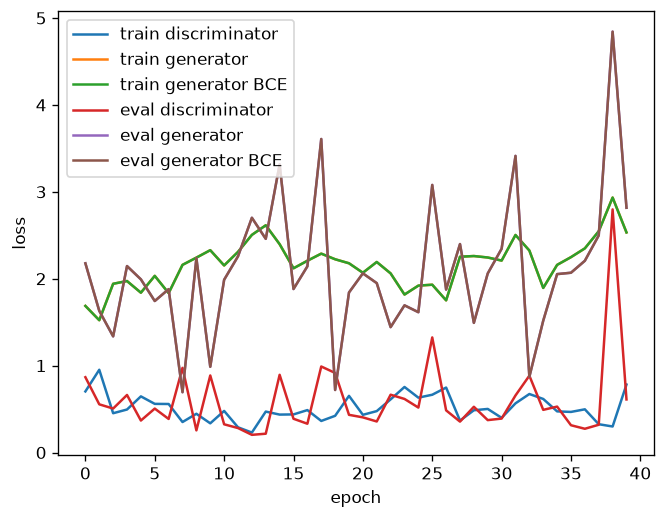 5
4
3
2
1
0
loss
train discriminator
train generator
train generator BCE
eval discriminator
eval generator
eval generator BCE
0 5 10 15 20 25 30 35 40
epoch